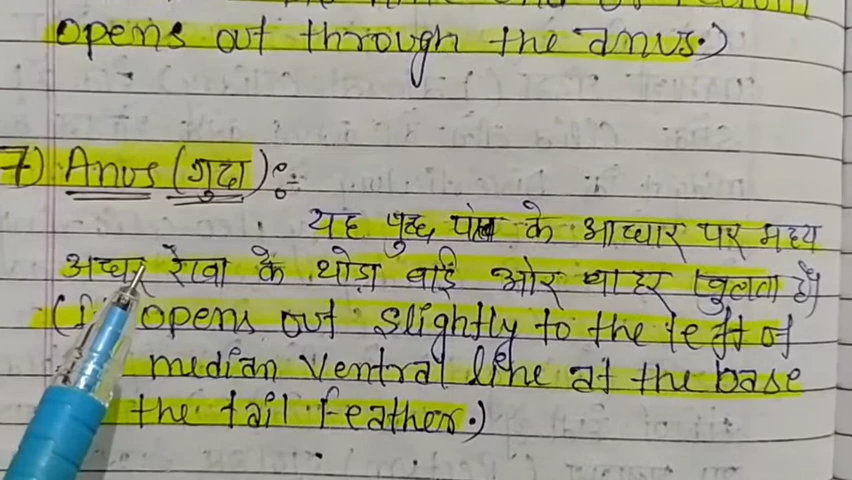 opens out through the anus.)
7) Anus (गुदा) :-
यह पुच्छ पंख के आधार पर मध्य
अधर रेखा के थोड़ा बाई ओर बाहर खुलता है।
opens out slightly to the left of
median ventral line at the base
the tail feather.)